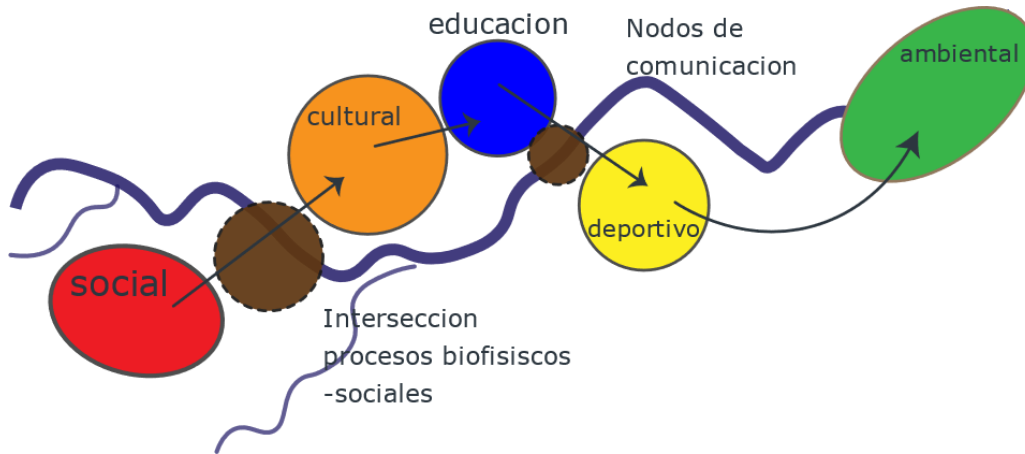 educacion
Nodos de
comunicacion
ambiental
cultural
deportivo
social
Interseccion
procesos biofisiscos
-sociales